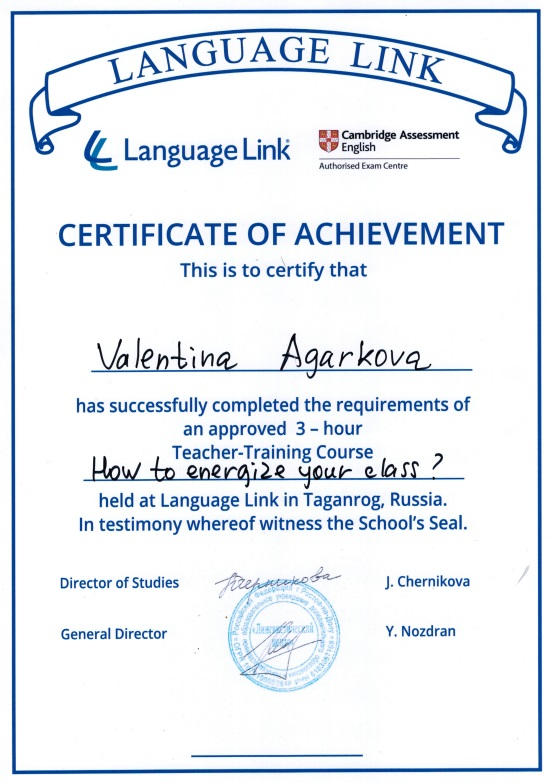 LANGUAGE LINK
Language Link
Cambridge Assessment
English
Authorised Exam Centre
CERTIFICATE OF ACHIEVEMENT
This is to certify that
Valentina Agarkova
has successfully completed the requirements of
an approved 3 – hour
Teacher-Training Course
How to energize your class?
held at Language Link in Taganrog, Russia.
In testimony whereof witness the School's Seal.
Director of Studies
Черникова
J. Chernikova
General Director
Y. Nozdran